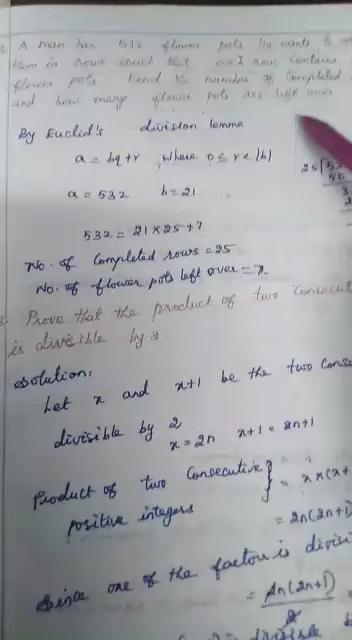 A man has 532 flower pots he wants to
them in rows such that each row contains
flower pots find the number of completed
and how many flower pots are left over
By Euclid's division lemma
a = bq+r where 0 ≤ r < |b|
a = 532 b = 21
532 = 21 × 25 + 7
No. of Completed rows = 25
No. of flower pots left over = 7.
Prove that the product of two consecut
is divisible by 2
Solution:
Let x and x+1 be the two Conse
divisible by 2
x = 2n x+1 = 2n+1
Product of two Consecutive } = x×(x+
positive integers = 2n(2n+1)
Since one of the factor is divisi
= 2n(2n+1)
2